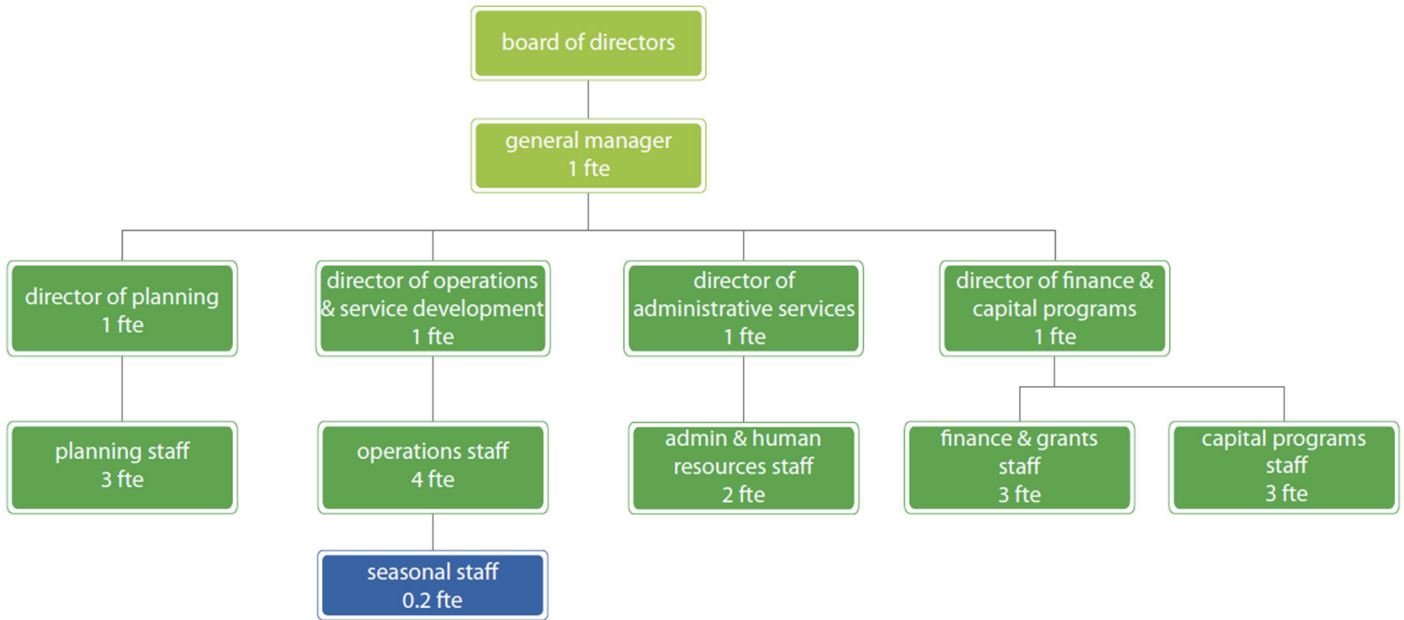 board of directors
general manager
1 fte
director of planning
1 fte
director of operations
& service development
1 fte
director of
administrative services
1 fte
director of finance &
capital programs
1 fte
planning staff
3 fte
operations staff
4 fte
admin & human
resources staff
2 fte
finance & grants
staff
3 fte
capital programs
staff
3 fte
seasonal staff
0.2 fte